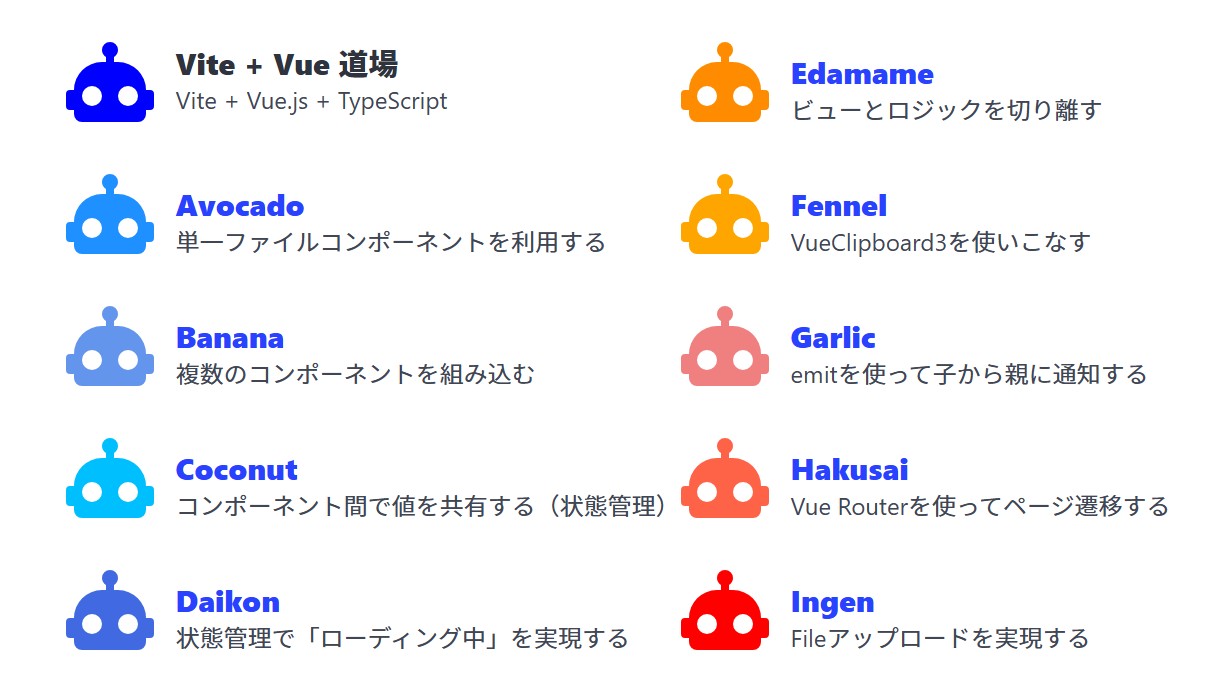 Vite + Vue 道場
Vite + Vue.js + TypeScript
Avocado
単一ファイルコンポーネントを利用する
Banana
複数のコンポーネントを組み込む
Coconut
コンポーネント間で値を共有する（状態管理）
Daikon
状態管理で「ローディング中」を実現する
Edamame
ビューとロジックを切り離す
Fennel
VueClipboard3を使いこなす
Garlic
emitを使って子から親に通知する
Hakusai
Vue Routerを使ってページ遷移する
Ingen
Fileアップロードを実現する